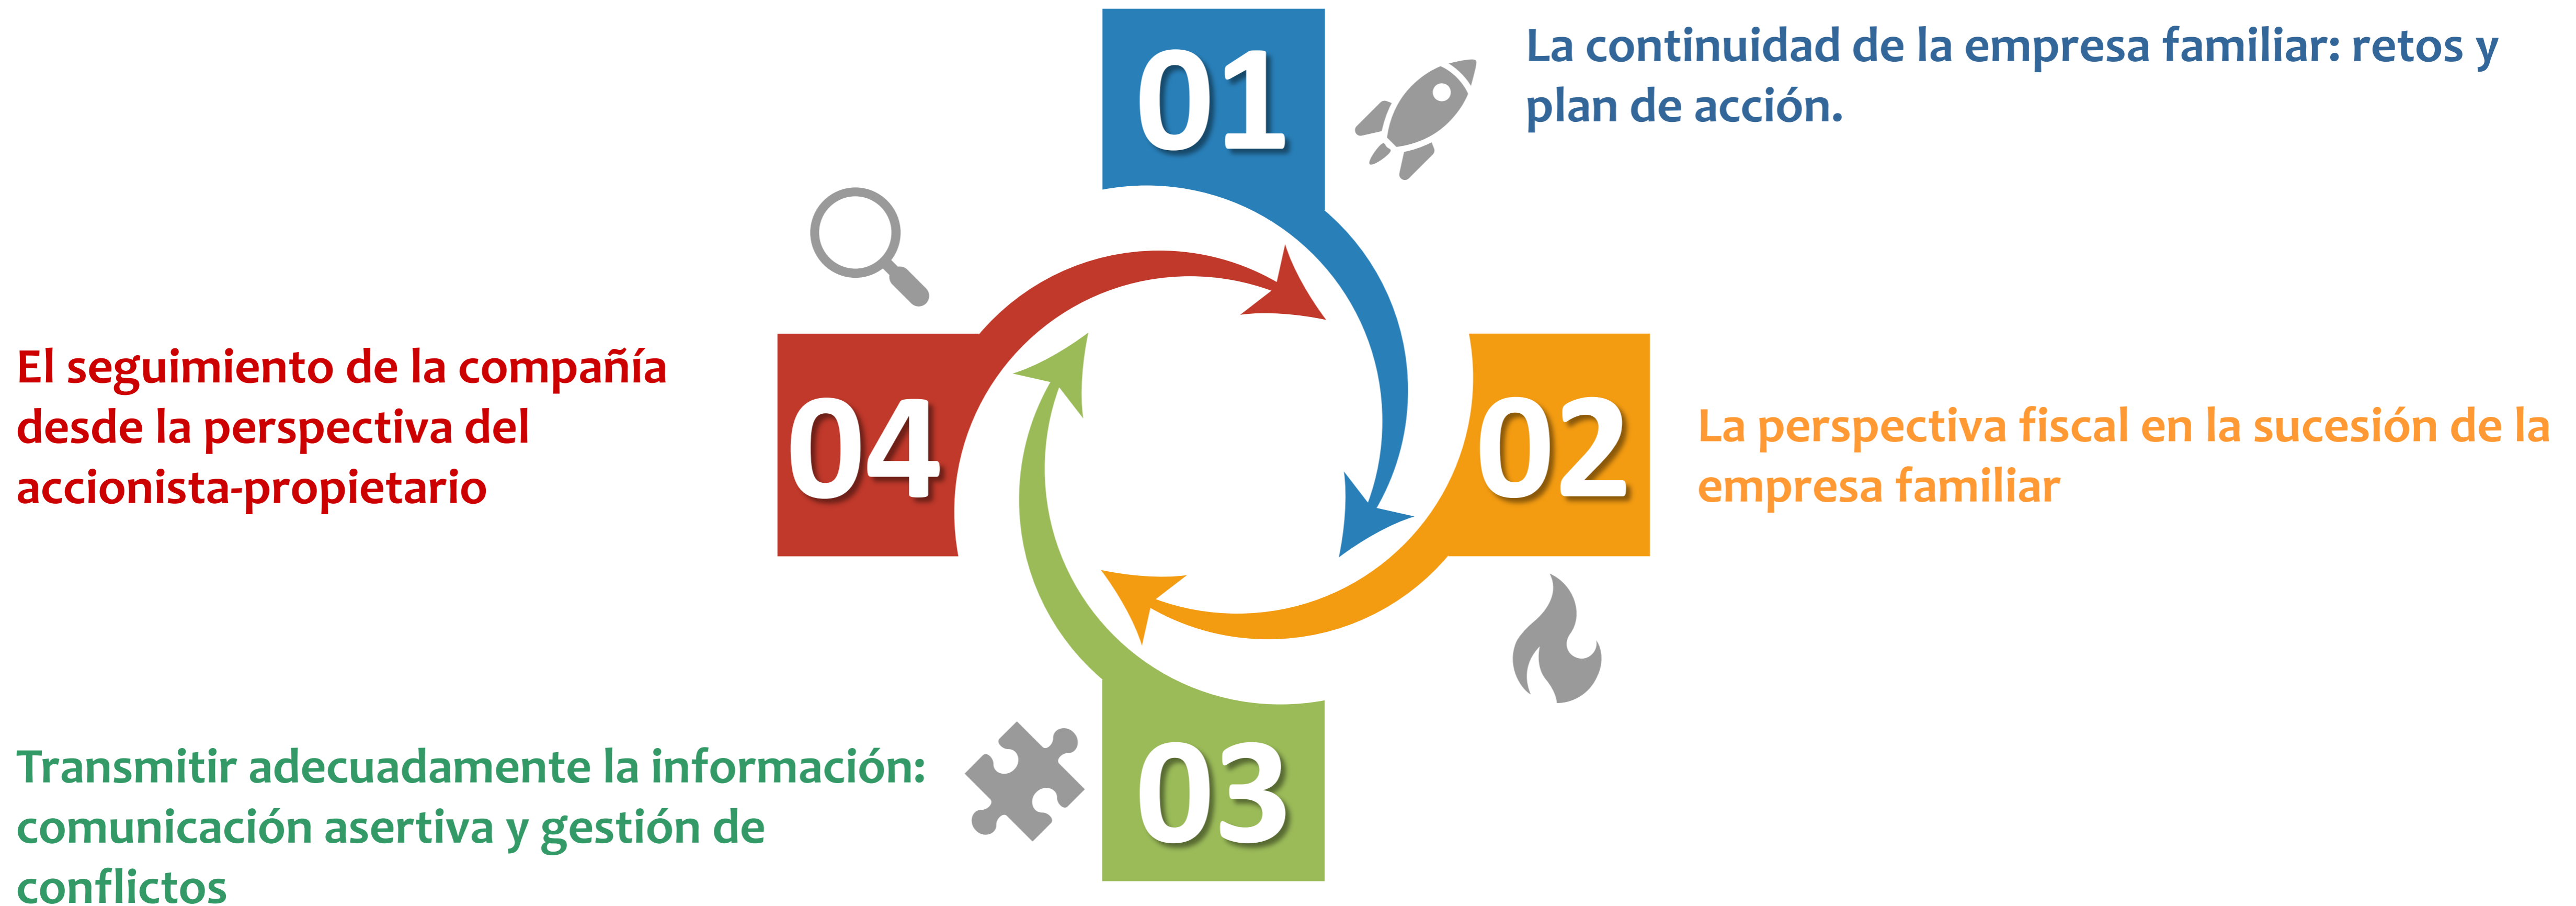 01
La continuidad de la empresa familiar: retos y
plan de acción.
02
La perspectiva fiscal en la sucesión de la
empresa familiar
03
Transmitir adecuadamente la información:
comunicación asertiva y gestión de
conflictos
04
El seguimiento de la compañía
desde la perspectiva del
accionista-propietario